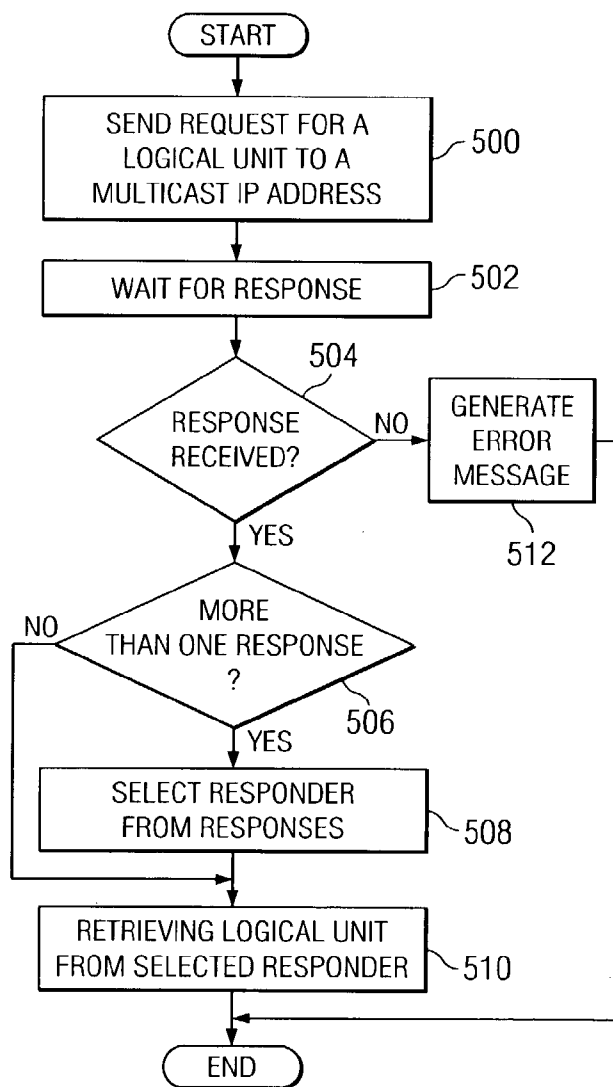 START
SEND REQUEST FOR A
LOGICAL UNIT TO A
MULTICAST IP ADDRESS
500
WAIT FOR RESPONSE
502
504
RESPONSE
RECEIVED?
NO
GENERATE
ERROR
MESSAGE
512
YES
NO
MORE
THAN ONE RESPONSE
?
506
YES
SELECT RESPONDER
FROM RESPONSES
508
RETRIEVING LOGICAL UNIT
FROM SELECTED RESPONDER
510
END